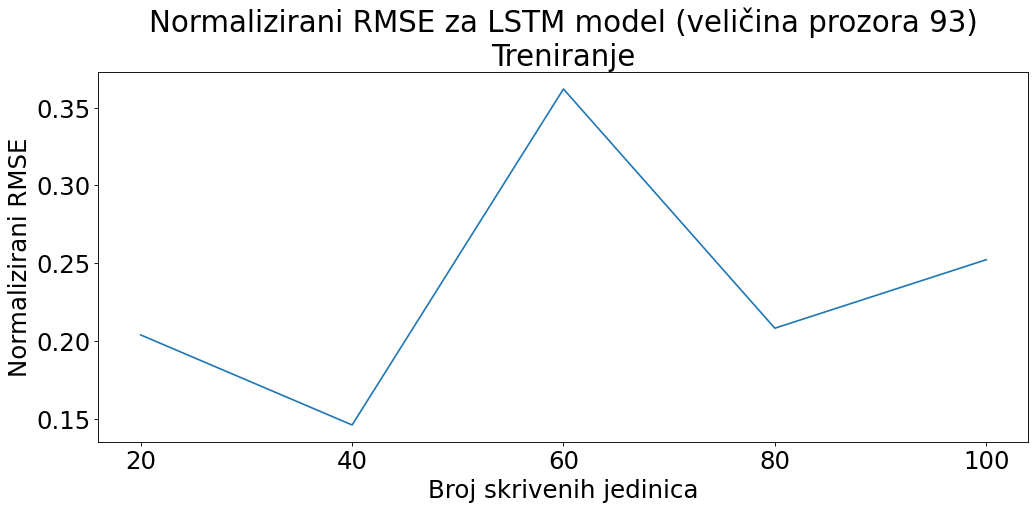 Normalizirani RMSE za LSTM model (veličina prozora 93)
Treniranje
Normalizirani RMSE
0.35
0.30
0.25
0.20
0.15
20 40 60 80 100
Broj skrivenih jedinica